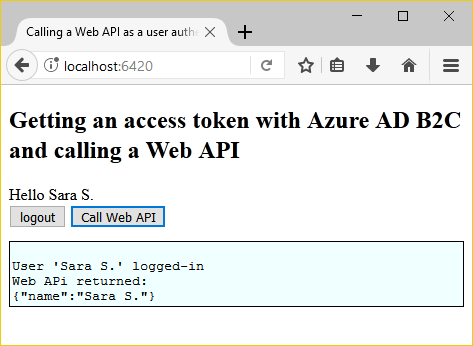 Calling a Web API as a user auth
localhost:6420
Getting an access token with Azure AD B2C
and calling a Web API
Hello Sara S.
logout
Call Web API
User 'Sara S.' logged-in
Web APi returned:
{"name":"Sara S."}